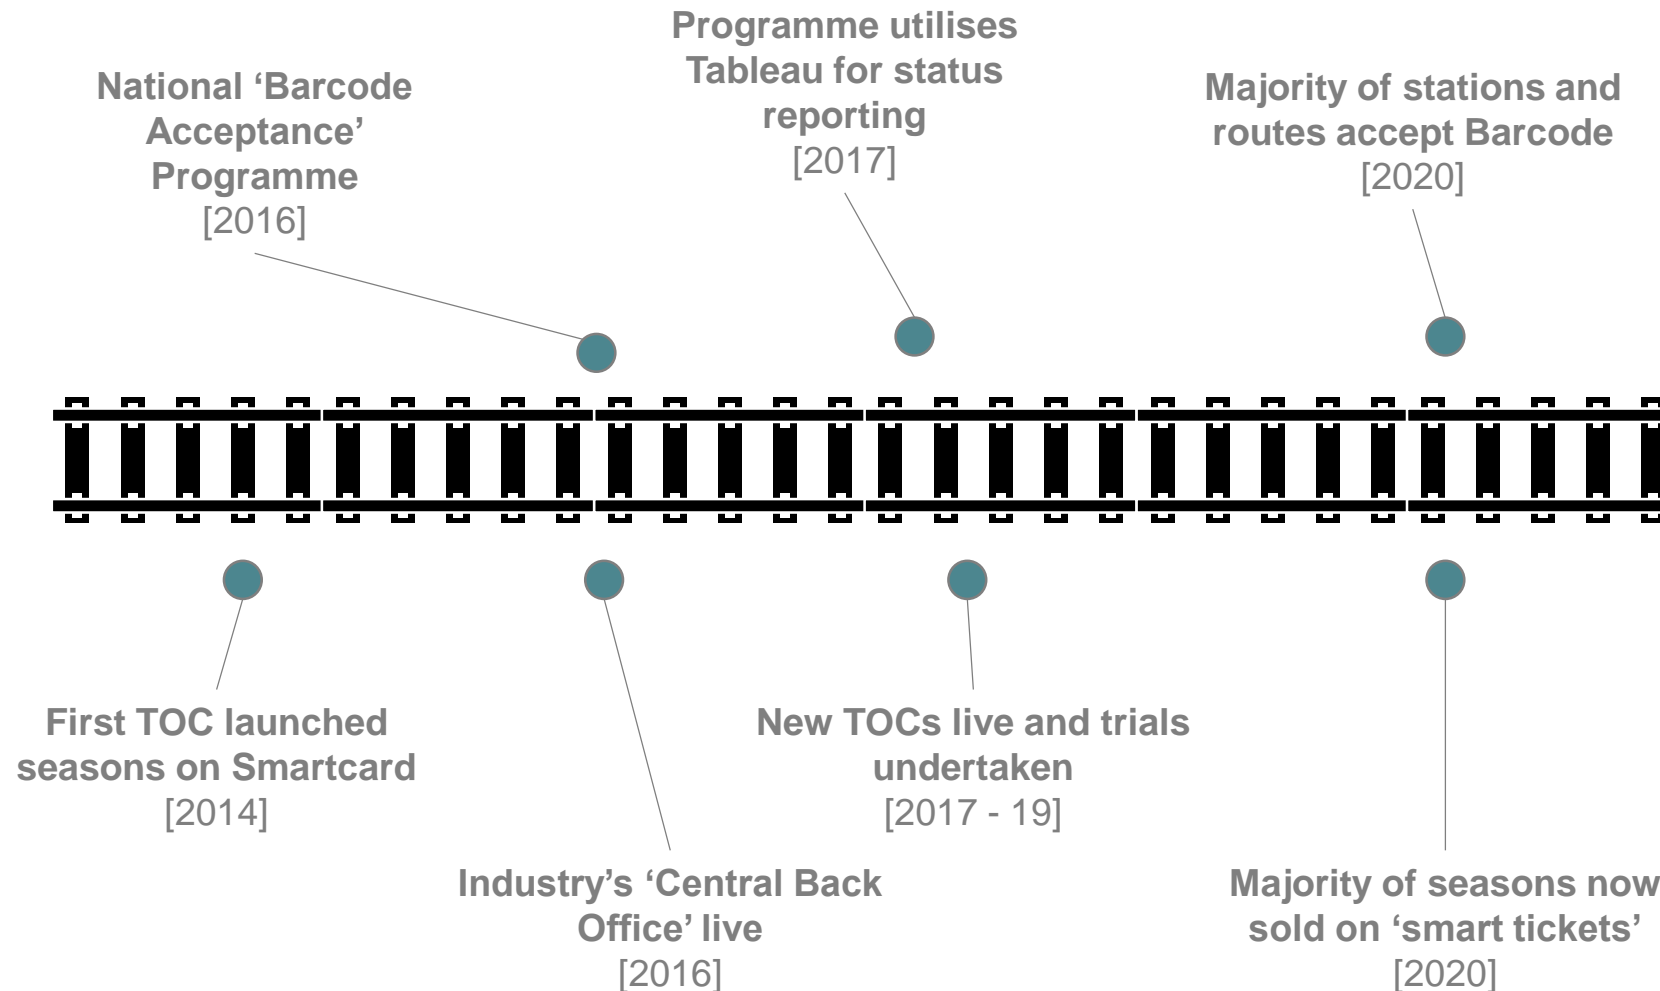 Programme utilises
Tableau for status
reporting
[2017]
National ‘Barcode
Acceptance’
Programme
[2016]
Majority of stations and
routes accept Barcode
[2020]
First TOC launched
seasons on Smartcard
[2014]
New TOCs live and trials
undertaken
[2017 - 19]
Industry’s ‘Central Back
Office’ live
[2016]
Majority of seasons now
sold on ‘smart tickets’
[2020]